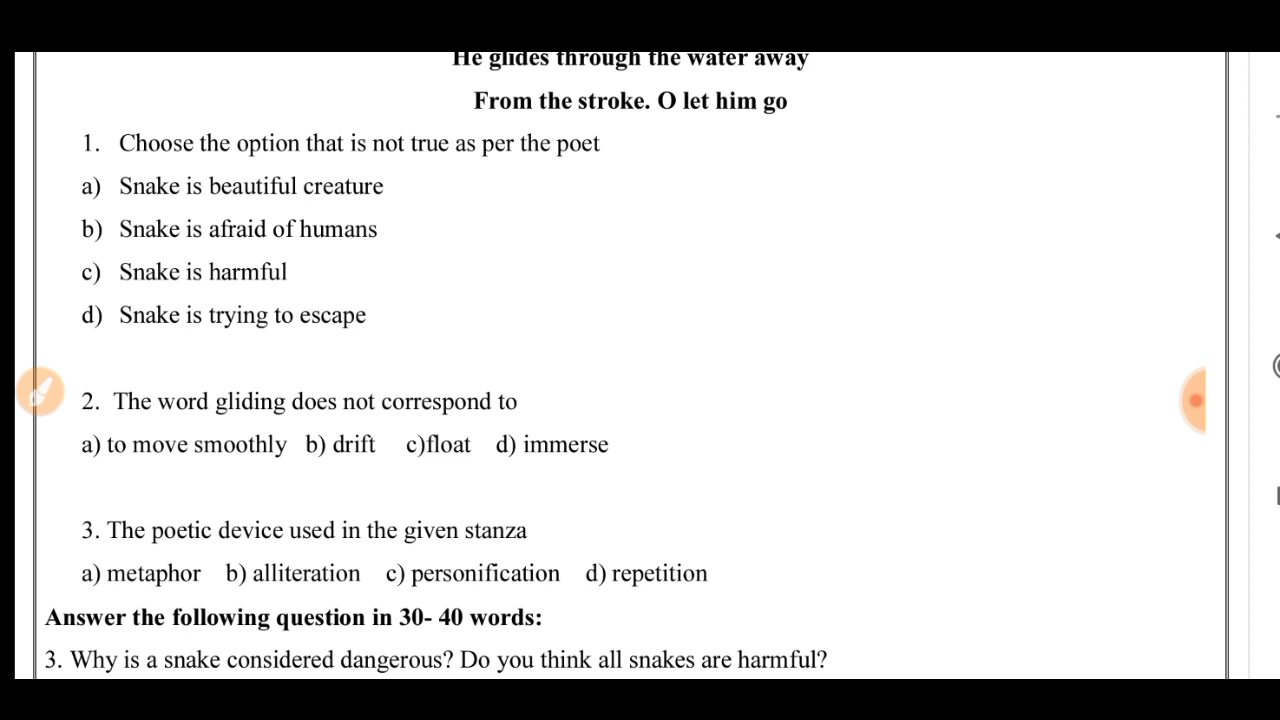 He glides through the water away
From the stroke. O let him go
1. Choose the option that is not true as per the poet
a) Snake is beautiful creature
b) Snake is afraid of humans
c) Snake is harmful
d) Snake is trying to escape
2. The word gliding does not correspond to
a) to move smoothly b) drift c)float d) immerse
3. The poetic device used in the given stanza
a) metaphor b) alliteration c) personification d) repetition
Answer the following question in 30- 40 words:
3. Why is a snake considered dangerous? Do you think all snakes are harmful?